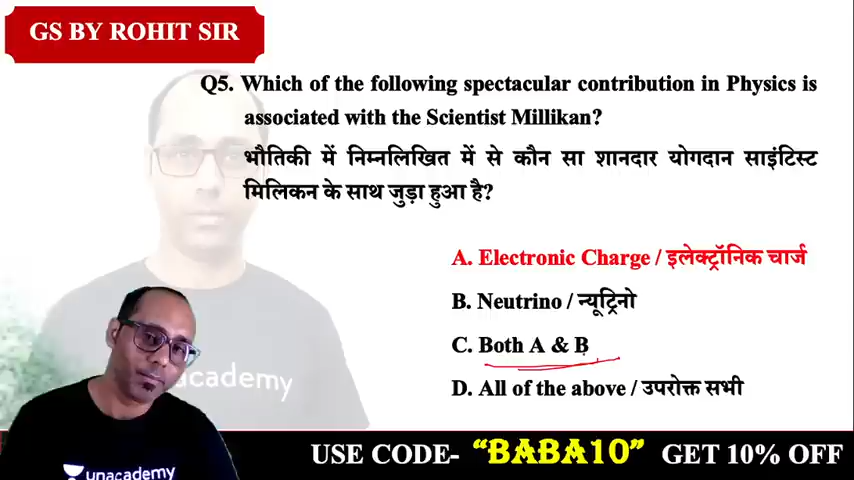 GS BY ROHIT SIR
Q5. Which of the following spectacular contribution in Physics is
associated with the Scientist Millikan?
भौतिकी में निम्नलिखित में से कौन सा शानदार योगदान साइंटिस्ट
मिलिकन के साथ जुड़ा हुआ है?
A. Electronic Charge / इलेक्ट्रॉनिक चार्ज
B. Neutrino / न्यूट्रिनो
C. Both A & B
D. All of the above / उपरोक्त सभी
unacademy
unacademy
USE CODE- “BABA10” GET 10% OFF